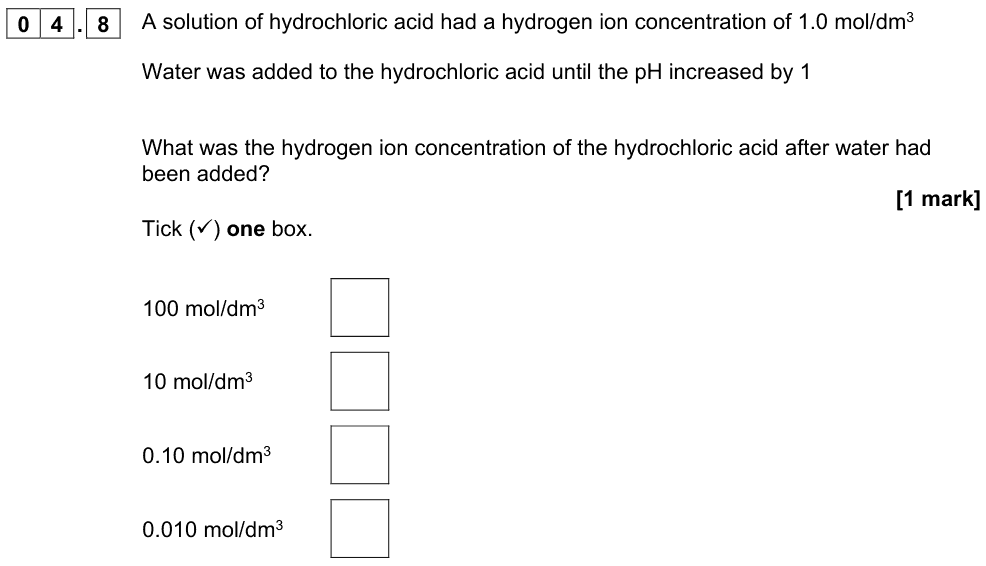 0 4 . 8 A solution of hydrochloric acid had a hydrogen ion concentration of 1.0 mol/dm³
Water was added to the hydrochloric acid until the pH increased by 1
What was the hydrogen ion concentration of the hydrochloric acid after water had
been added?
[1 mark]
Tick (✓) one box.
100 mol/dm³
10 mol/dm³
0.10 mol/dm³
0.010 mol/dm³